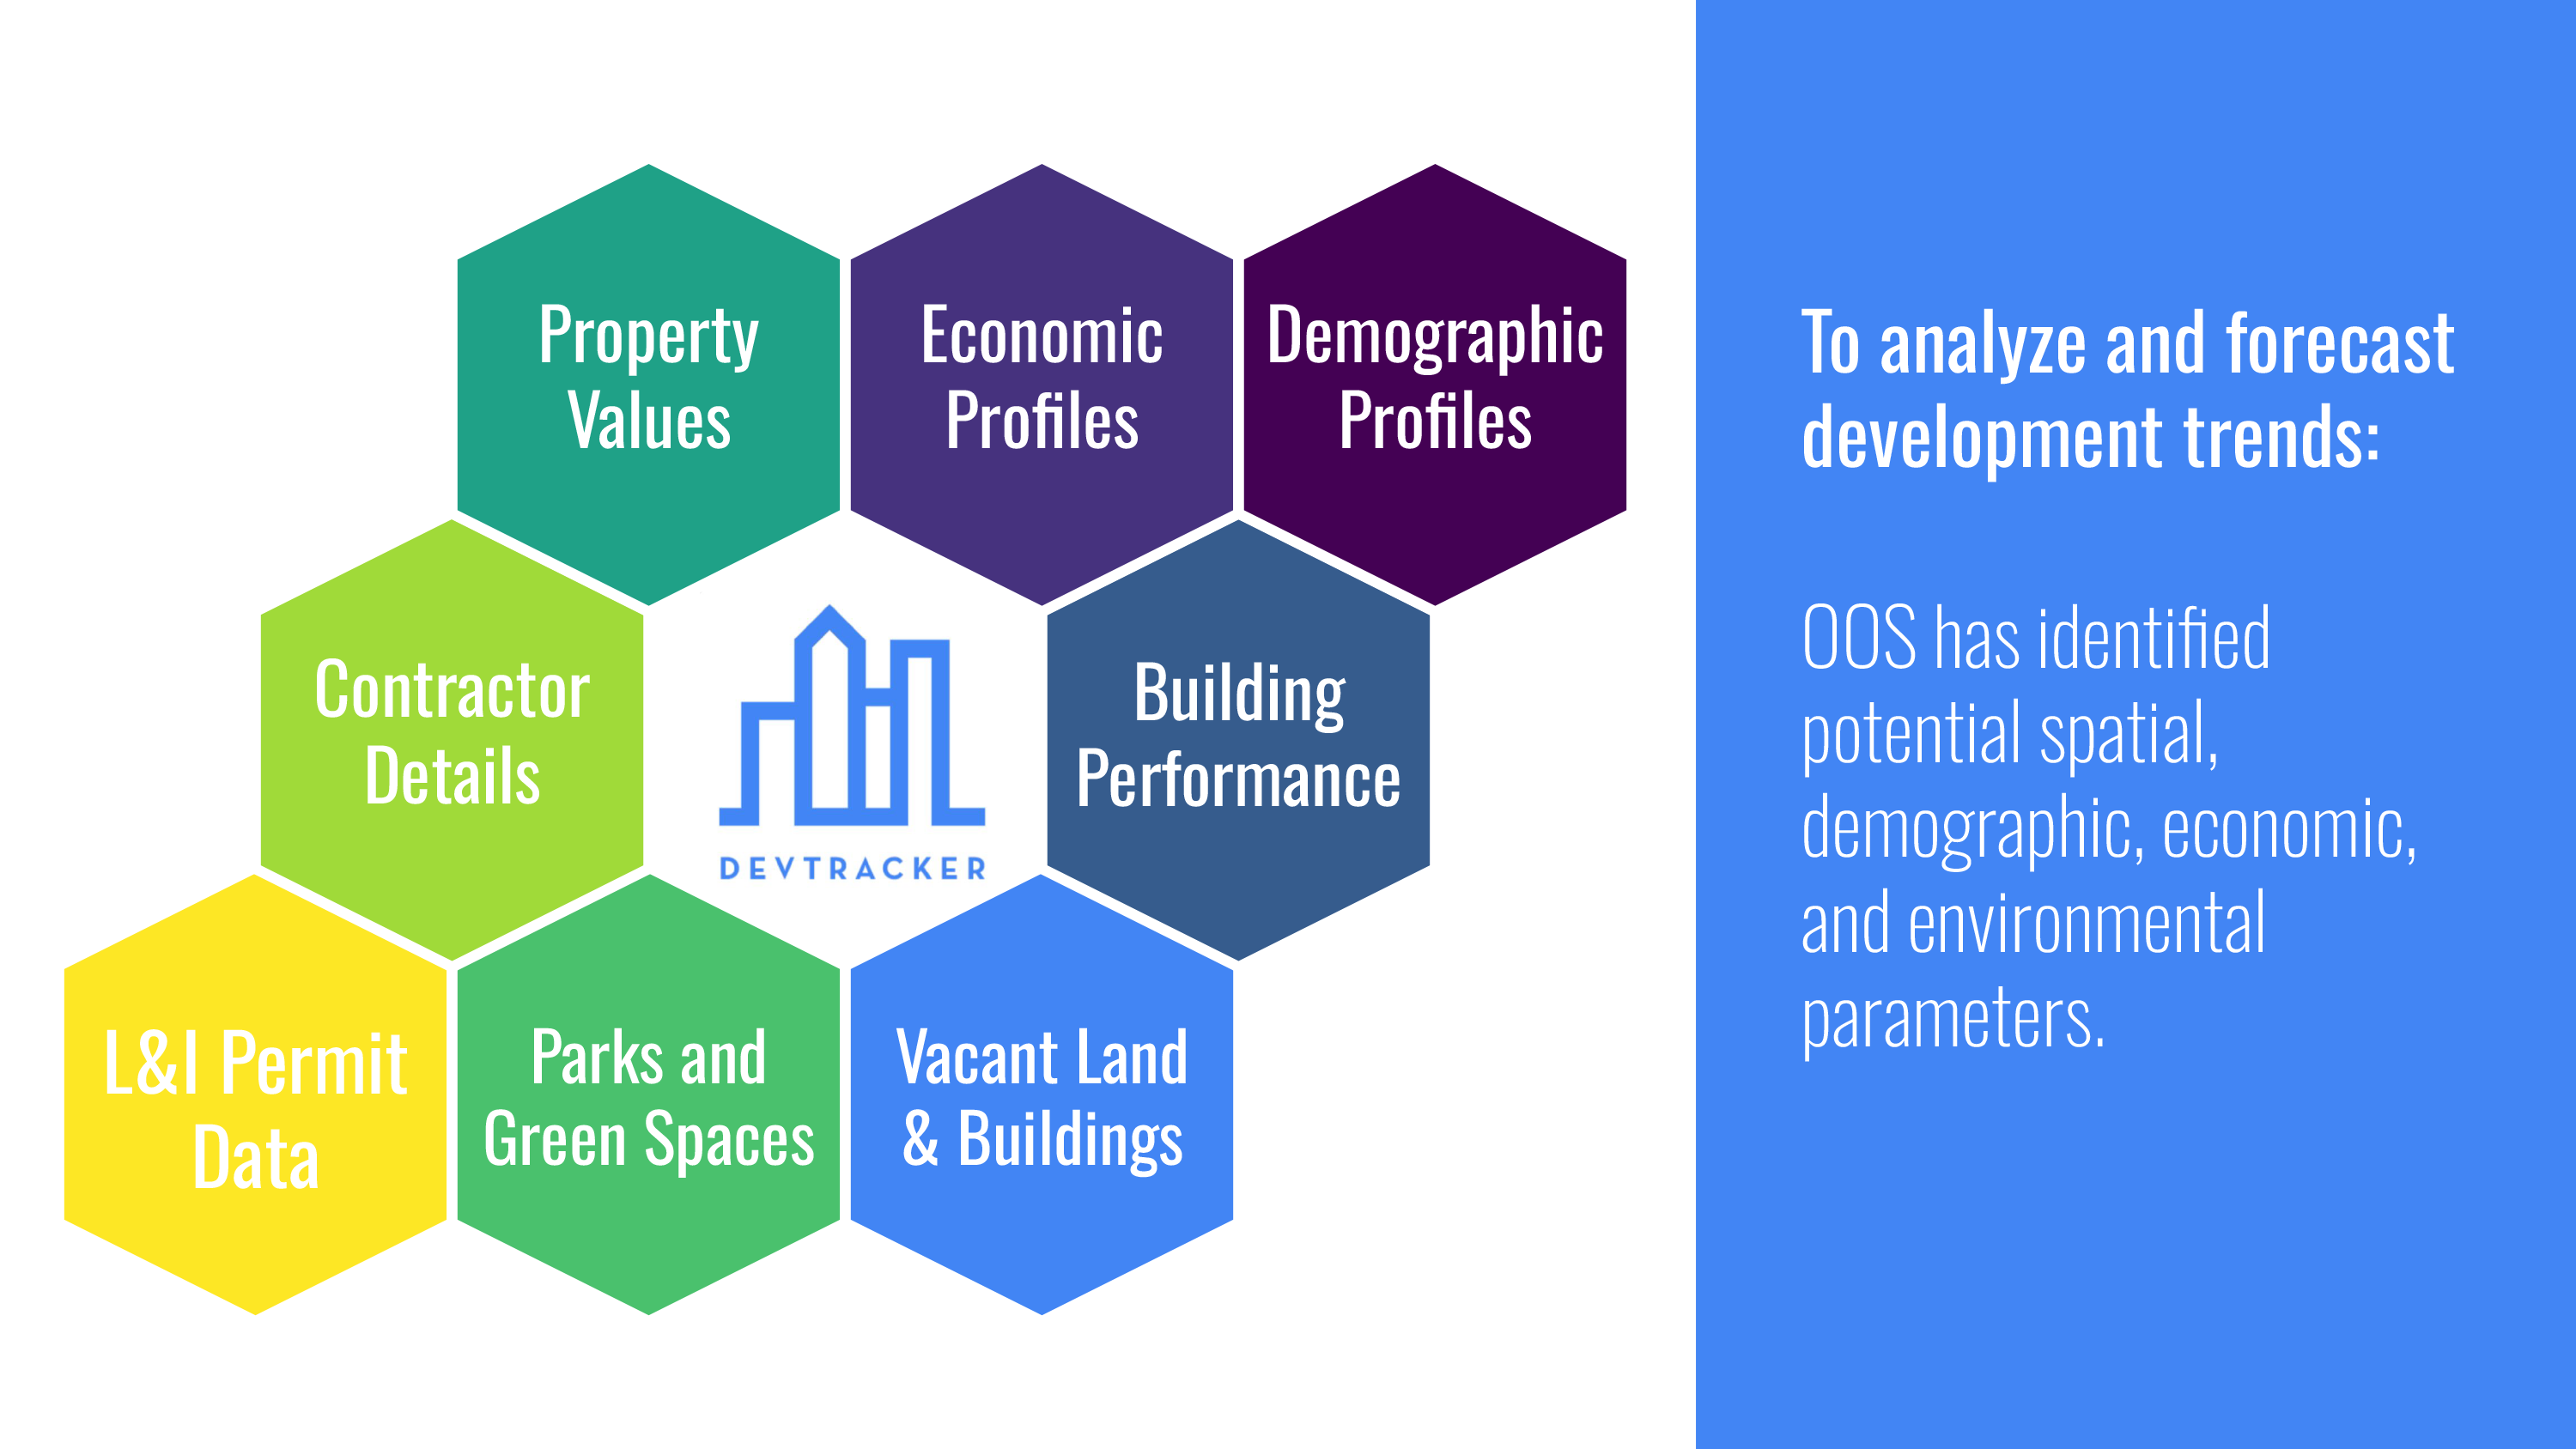 Property
Values
Economic
Profiles
Demographic
Profiles
Contractor
Details
DEVTRACKER
Building
Performance
L&I Permit
Data
Parks and
Green Spaces
Vacant Land
& Buildings
To analyze and forecast
development trends:
OOS has identified
potential spatial,
demographic, economic,
and environmental
parameters.